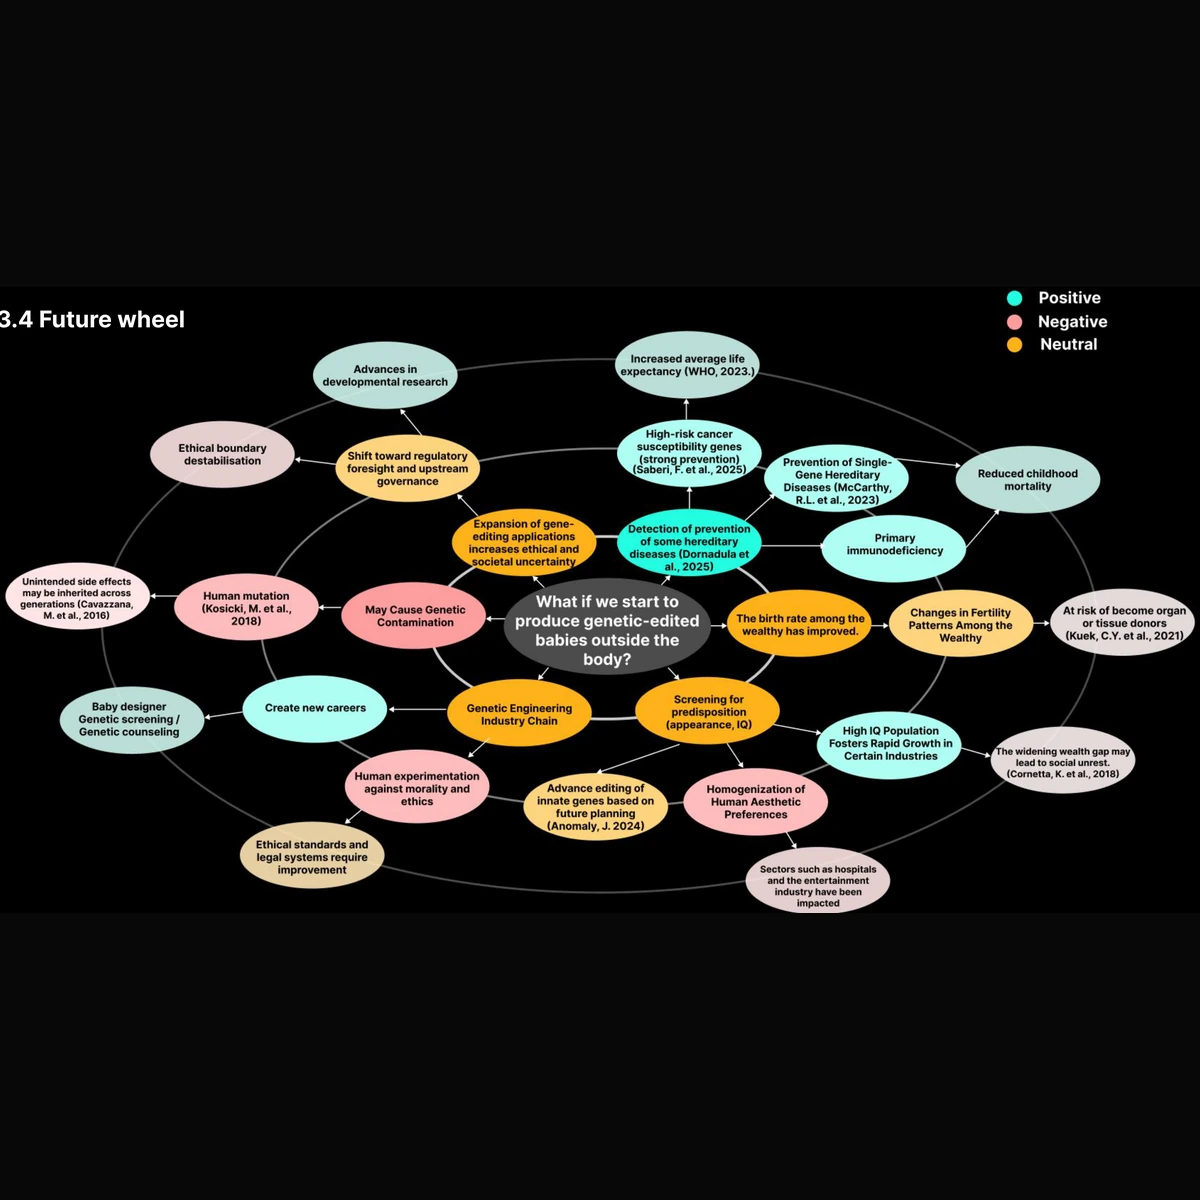 3.4 Future wheel
Positive
Negative
Neutral
Advances in
developmental research
Increased average life
expectancy (WHO, 2023.)
Ethical boundary
destabilisation
Shift toward regulatory
foresight and upstream
governance
High-risk cancer
susceptibility genes
(strong prevention)
(Saberi, F. et al., 2025)
Prevention of Single-
Gene Hereditary
Diseases (McCarthy,
R.L. et al., 2023)
Reduced childhood
mortality
Expansion of gene-
editing applications
increases ethical and
societal uncertainty
Detection of prevention
of some hereditary
diseases (Dornadula et
al., 2025)
Primary
immunodeficiency
Unintended side effects
may be inherited across
generations (Cavazzana,
M. et al., 2016)
Human mutation
(Kosicki, M. et al.,
2018)
May Cause Genetic
Contamination
What if we start to
produce genetic-edited
babies outside the
body?
The birth rate among the
wealthy has improved.
Changes in Fertility
Patterns Among the
Wealthy
At risk of become organ
or tissue donors
(Kuek, C.Y. et al., 2021)
Baby designer
Genetic screening /
Genetic counseling
Create new careers
Genetic Engineering
Industry Chain
Screening for
predisposition
(appearance, IQ)
High IQ Population
Fosters Rapid Growth in
Certain Industries
The widening wealth gap may
lead to social unrest.
(Cornetta, K. et al., 2018)
Human experimentation
against morality and
ethics
Advance editing of
innate genes based on
future planning
(Anomaly, J. 2024)
Homogenization of
Human Aesthetic
Preferences
Ethical standards and
legal systems require
improvement
Sectors such as hospitals
and the entertainment
industry have been
impacted